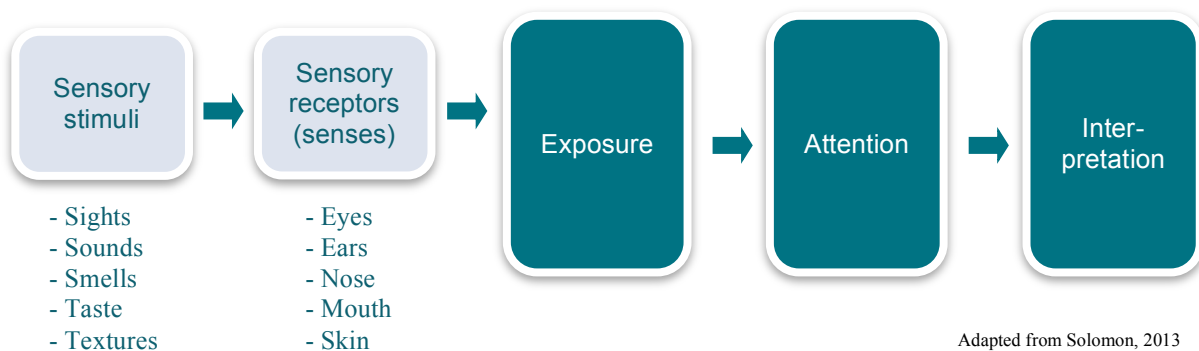 Sensory
stimuli
Sensory
receptors
(senses)
Exposure
Attention
Inter-
pretation
- Sights
- Sounds
- Smells
- Taste
- Textures
- Eyes
- Ears
- Nose
- Mouth
- Skin
Adapted from Solomon, 2013